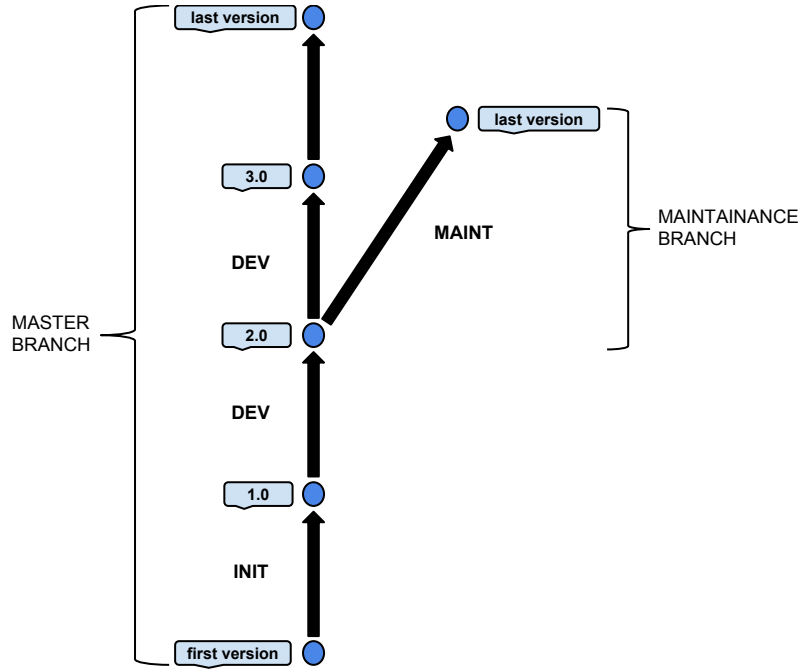 last version
last version
3.0
MAINTAINANCE
BRANCH
MAINT
DEV
MASTER
BRANCH
2.0
DEV
1.0
INIT
first version